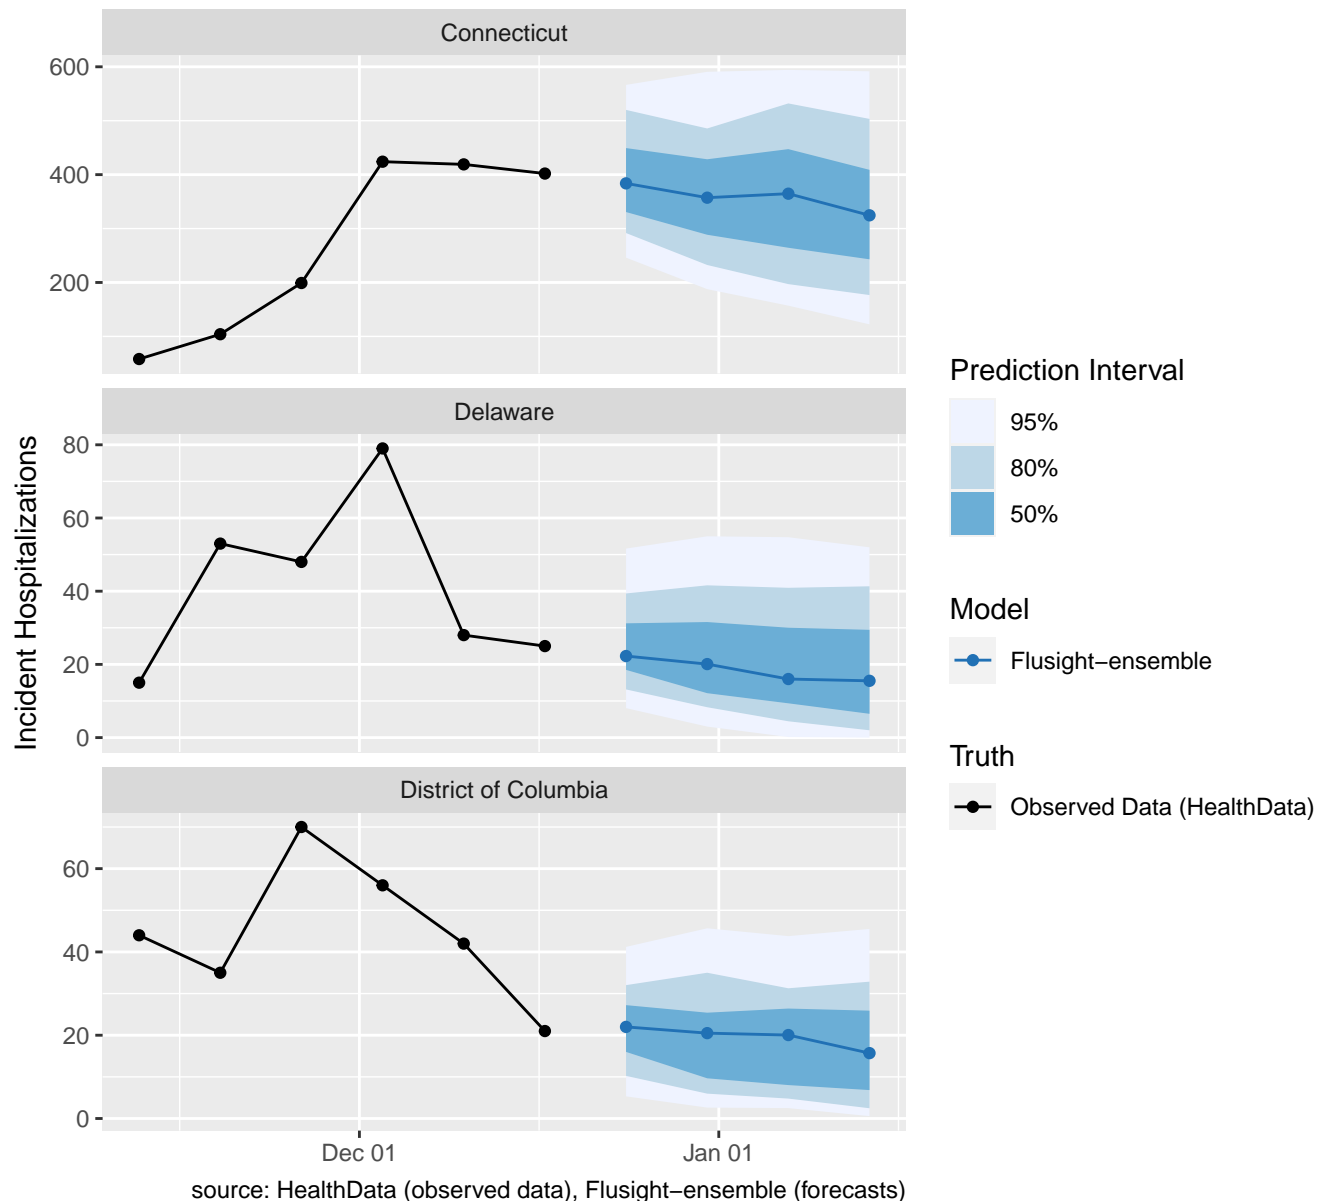 Connecticut
600
400
200
Delaware
80
60
40
20
0
District of Columbia
60
40
20
0
Dec 01
Jan 01
Incident Hospitalizations
source: HealthData (observed data), Flusight−ensemble (forecasts)
Prediction Interval
95%
80%
50%
Model
Flusight−ensemble
Truth
Observed Data (HealthData)